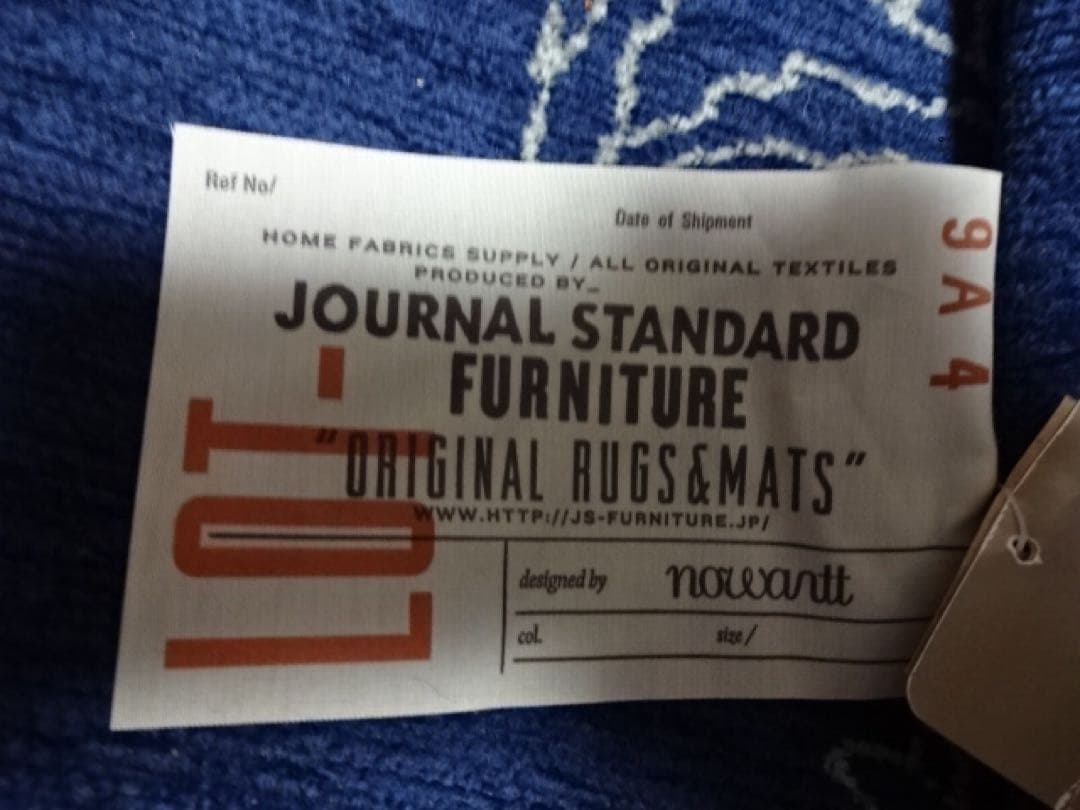 Ref No/
Date of Shipment
HOME FABRICS SUPPLY / ALL ORIGINAL TEXTILES
PRODUCED BY_
JOURNAL STANDARD
FURNITURE
"ORIGINAL RUGS&MATS"
WWW.HTTP://JS-FURNITURE.JP/
designed by nowartt
col. size/
LOT-
9A4